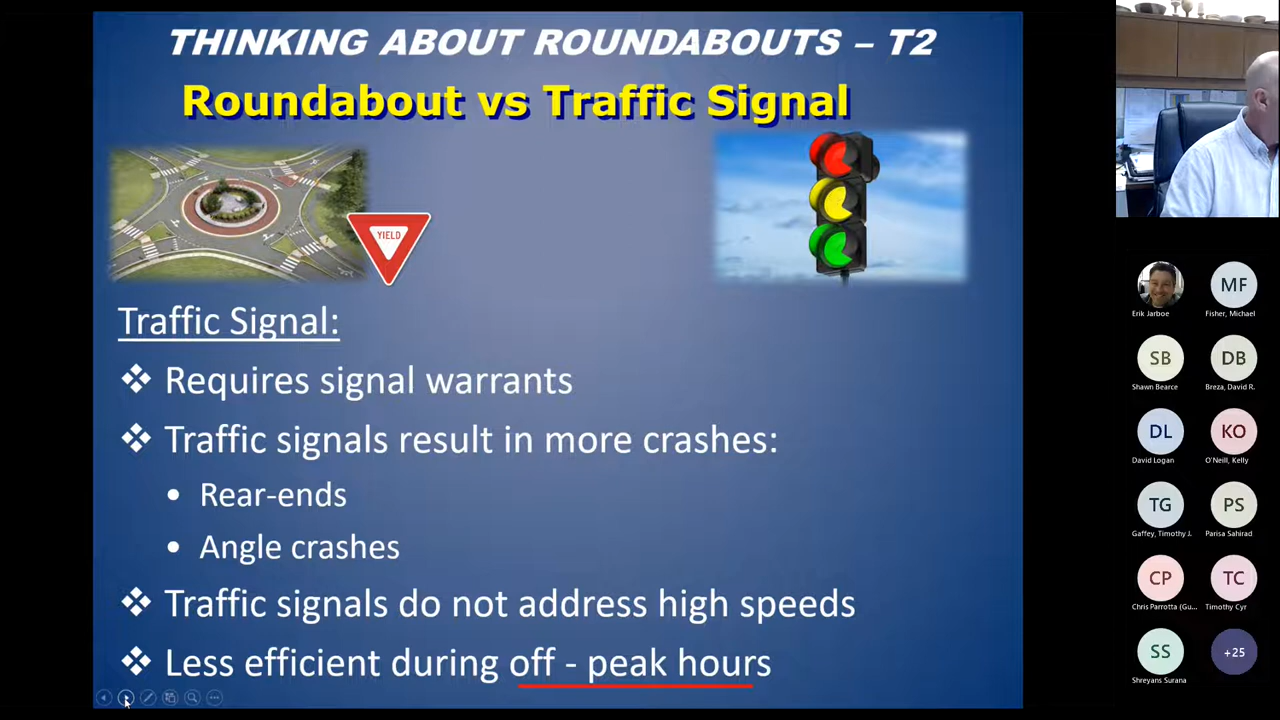 THINKING ABOUT ROUNDABOUTS – T2
Roundabout vs Traffic Signal
YIELD
Traffic Signal:
❖ Requires signal warrants
❖ Traffic signals result in more crashes:
• Rear-ends
• Angle crashes
❖ Traffic signals do not address high speeds
❖ Less efficient during off - peak hours
MF
Erik Jarboe
Fisher, Michael
SB
DB
Shawn Bearce
Breza, David R.
DL
KO
David Logan
O'Neill, Kelly
TG
PS
Gaffey, Timothy J.
Parisa Sahirad
CP
TC
Chris Parrotta (Gu...
Timothy Cyr
SS
+25
Shreyans Surana